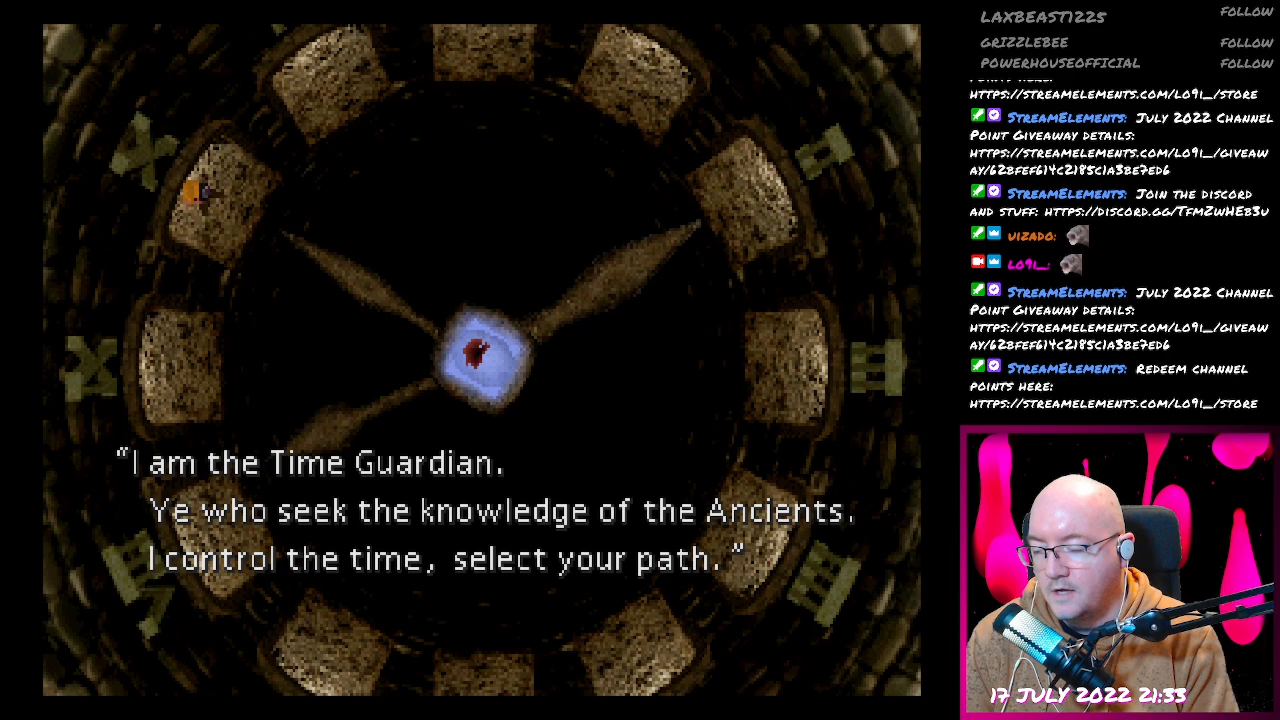 “I am the Time Guardian.
Ye who seek the knowledge of the Ancients.
I control the time, select your path.”
LAXBEAST1225 FOLLOW
GRIZZLEBEE FOLLOW
POWERHOUSEOFFICIAL FOLLOW
HTTPS://STREAMELEMENTS.COM/LO9I_/STORE
STREAMELEMENTS: JULY 2022 CHANNEL
POINT GIVEAWAY DETAILS:
HTTPS://STREAMELEMENTS.COM/LO9I_/GIVEAW
AY/628FEF614C2185C1A3BE7ED6
STREAMELEMENTS: JOIN THE DISCORD
AND STUFF: HTTPS://DISCORD.GG/TFMZWHE83U
VIZADO:
LO9I_:
STREAMELEMENTS: JULY 2022 CHANNEL
POINT GIVEAWAY DETAILS:
HTTPS://STREAMELEMENTS.COM/LO9I_/GIVEAW
AY/628FEF614C2185C1A3BE7ED6
STREAMELEMENTS: REDEEM CHANNEL
POINTS HERE:
HTTPS://STREAMELEMENTS.COM/LO9I_/STORE
17 JULY 2022 21:33